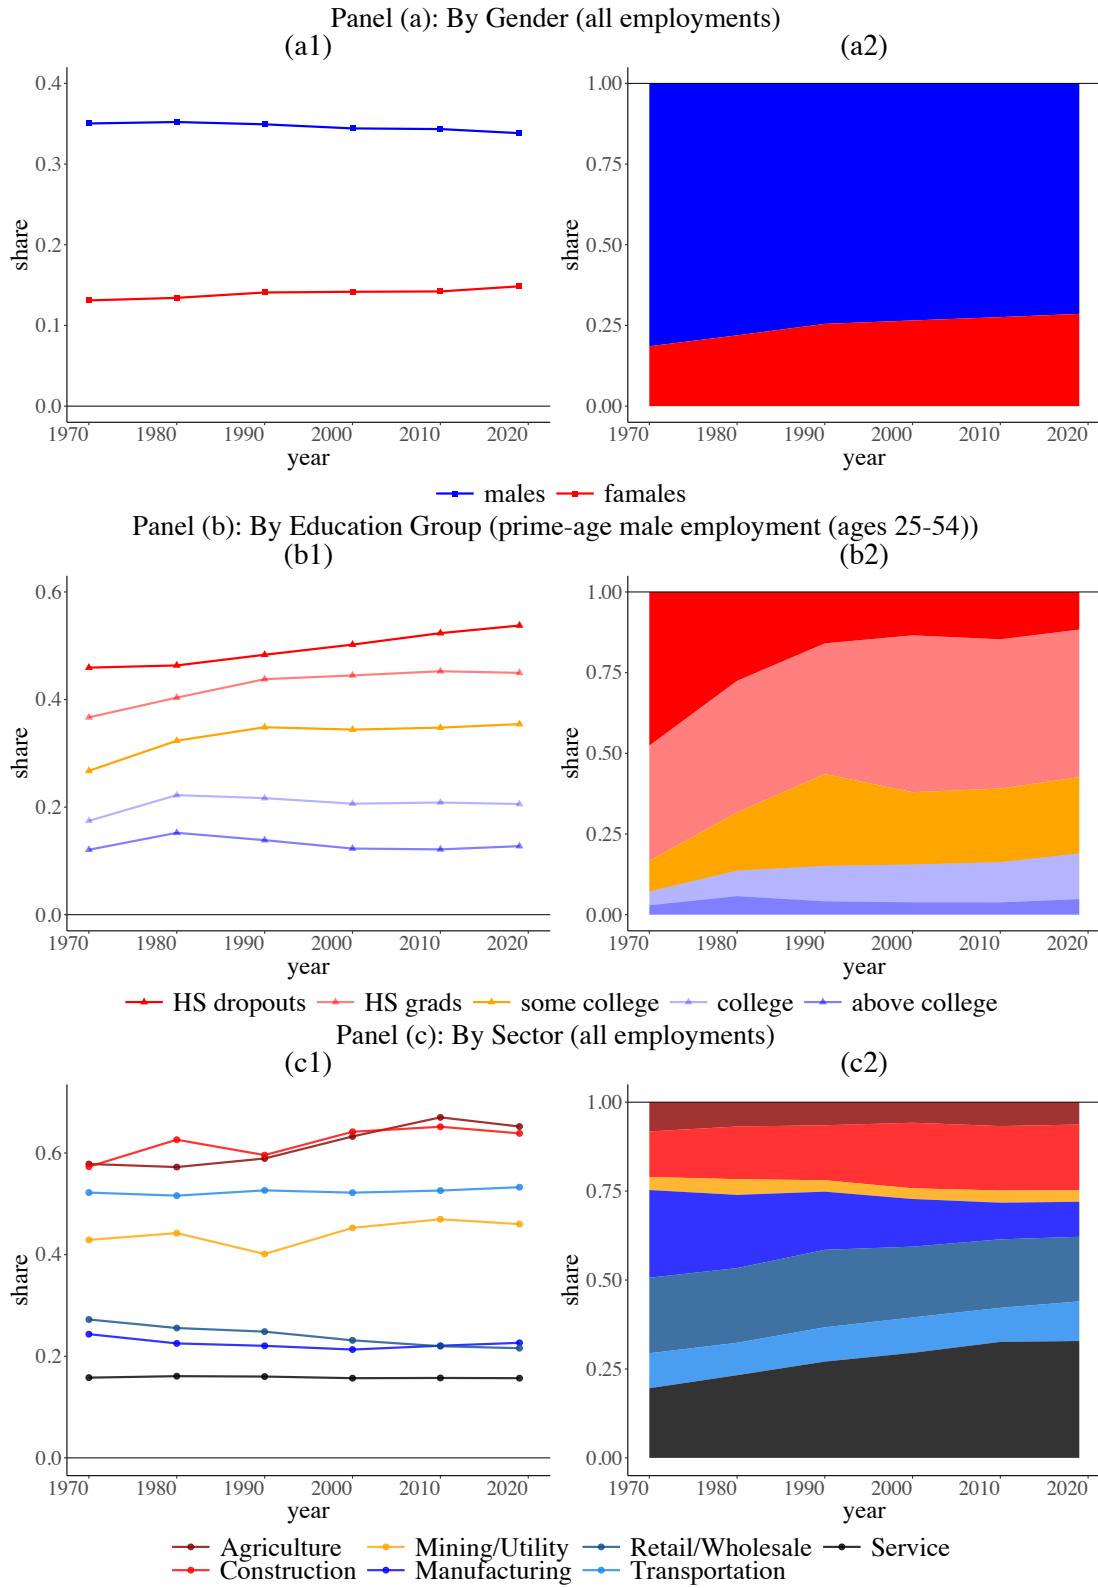 Panel (a): By Gender (all employments)
(a1)
(a2)
0.4
0.3
0.2
0.1
0.0
share
1970 1980 1990 2000 2010 2020
year
1.00
0.75
0.50
0.25
0.00
share
1970 1980 1990 2000 2010 2020
year
males famales
Panel (b): By Education Group (prime-age male employment (ages 25-54))
(b1)
(b2)
0.6
0.4
0.2
0.0
share
1970 1980 1990 2000 2010 2020
year
1.00
0.75
0.50
0.25
0.00
share
1970 1980 1990 2000 2010 2020
year
HS dropouts HS grads some college college above college
Panel (c): By Sector (all employments)
(c1)
(c2)
0.6
0.4
0.2
0.0
share
1970 1980 1990 2000 2010 2020
year
1.00
0.75
0.50
0.25
0.00
share
1970 1980 1990 2000 2010 2020
year
Agriculture Mining/Utility Retail/Wholesale Service
Construction Manufacturing Transportation